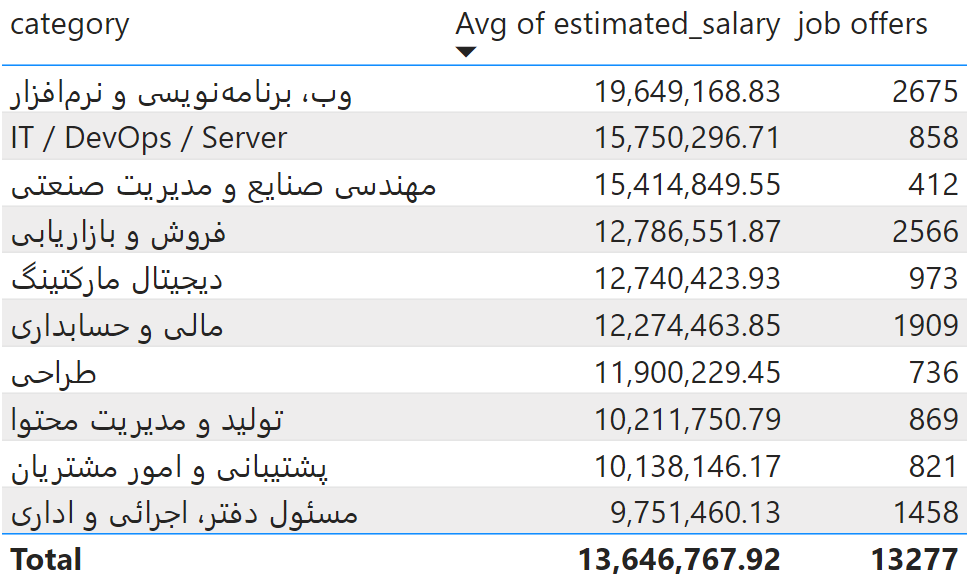 category Avg of estimated_salary job offers
وب، برنامه‌نویسی و نرم‌افزار 19,649,168.83 2675
IT / DevOps / Server 15,750,296.71 858
مهندسی صنایع و مدیریت صنعتی 15,414,849.55 412
فروش و بازاریابی 12,786,551.87 2566
دیجیتال مارکتینگ 12,740,423.93 973
مالی و حسابداری 12,274,463.85 1909
طراحی 11,900,229.45 736
تولید و مدیریت محتوا 10,211,750.79 869
پشتیبانی و امور مشتریان 10,138,146.17 821
مسئول دفتر، اجرائی و اداری 9,751,460.13 1458
Total 13,646,767.92 13277